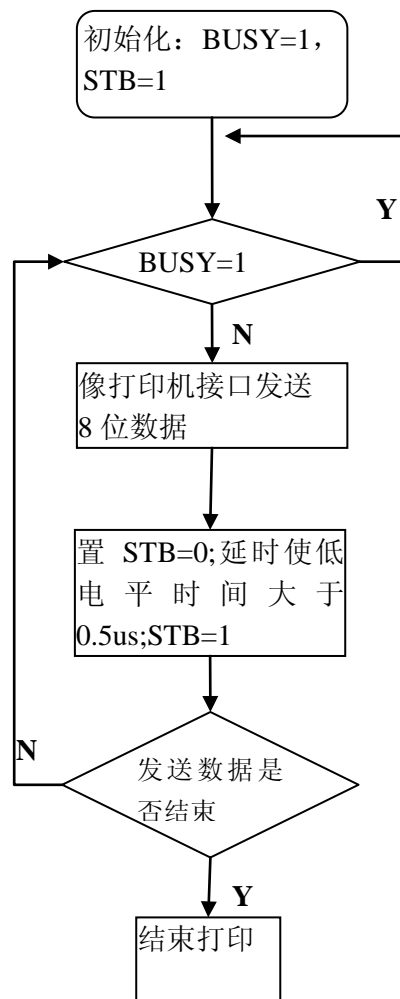 初始化：BUSY=1，
STB=1
Y
BUSY=1
N
像打印机接口发送
8 位数据
置 STB=0;延时使低
电平时间大于
0.5us;STB=1
N
发送数据是
否结束
Y
结束打印